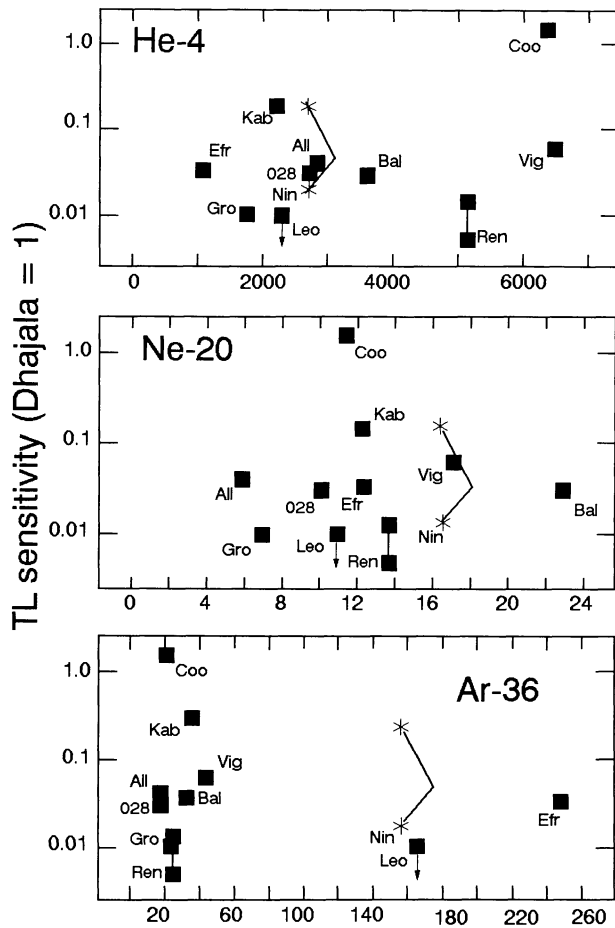 TL sensitivity (Dhajala = 1)
He-4
1.0
0.1
0.01
Coo
Kab
Efr
All
028
Bal
Vig
Nin
Gro
Leo
Ren
0 2000 4000 6000
Ne-20
1.0
0.1
0.01
Coo
Kab
Vig
All
028
Efr
Bal
Nin
Gro
Leo
Ren
0 4 8 12 16 20 24
Ar-36
1.0
0.1
0.01
Coo
Kab
Vig
All
028
Bal
Efr
Gro
Nin
Leo
Ren
20 60 100 140 180 220 260